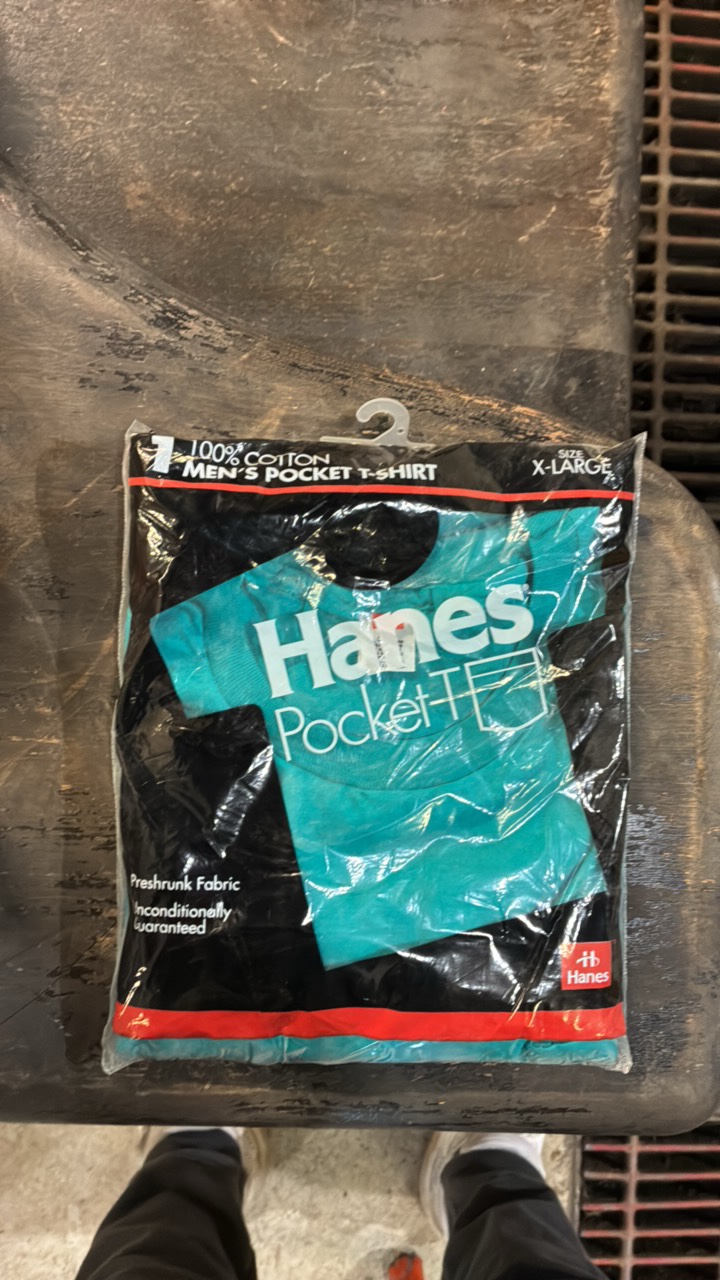 1 100% COTTON
MEN'S POCKET T-SHIRT
SIZE
X-LARGE
Hanes
Pocket-T
Preshrunk Fabric
Unconditionally
Guaranteed
H
Hanes